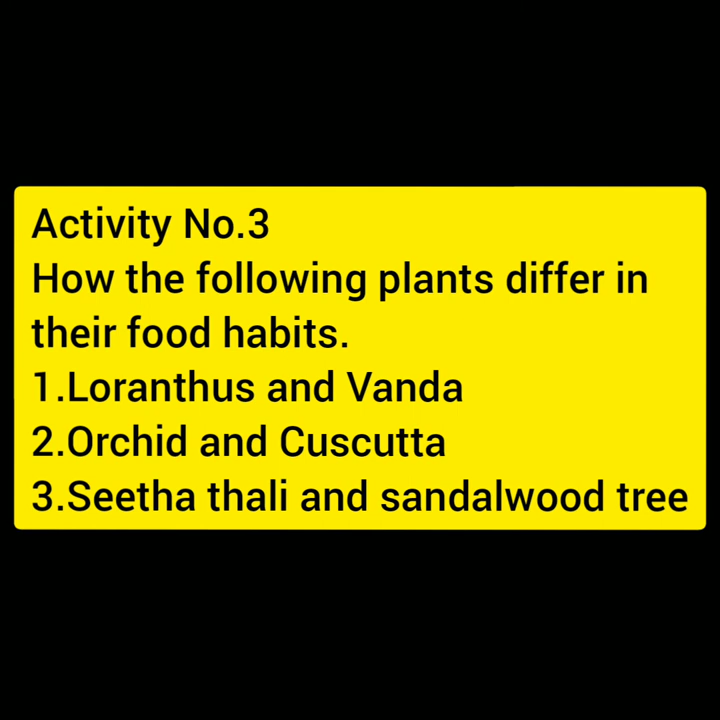 Activity No.3
How the following plants differ in
their food habits.
1.Loranthus and Vanda
2.Orchid and Cuscutta
3.Seetha thali and sandalwood tree